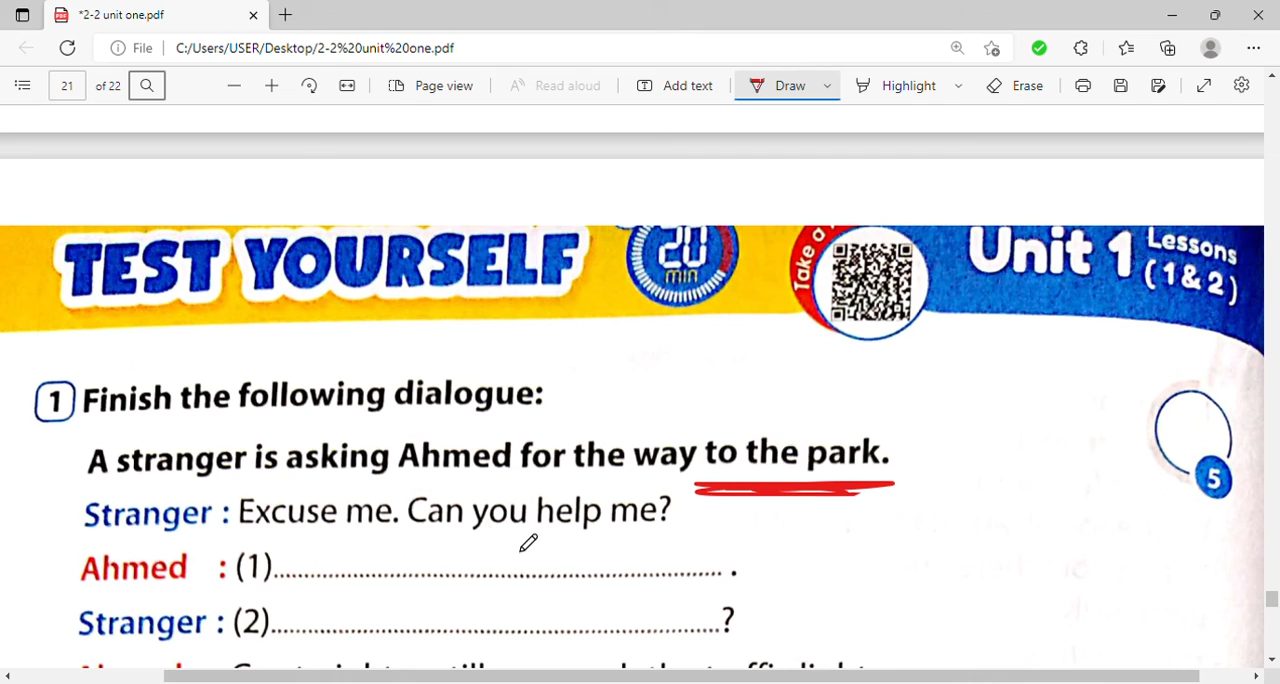 *2-2 unit one.pdf
File C:/Users/USER/Desktop/2-2%20unit%20one.pdf
21 of 22 Page view Read aloud Add text Draw Highlight Erase
TEST YOURSELF 20 min Take a Unit 1 Lessons (1 & 2)
1 Finish the following dialogue:
A stranger is asking Ahmed for the way to the park.
5
Stranger : Excuse me. Can you help me?
Ahmed : (1)............................................................ .
Stranger : (2)............................................................?